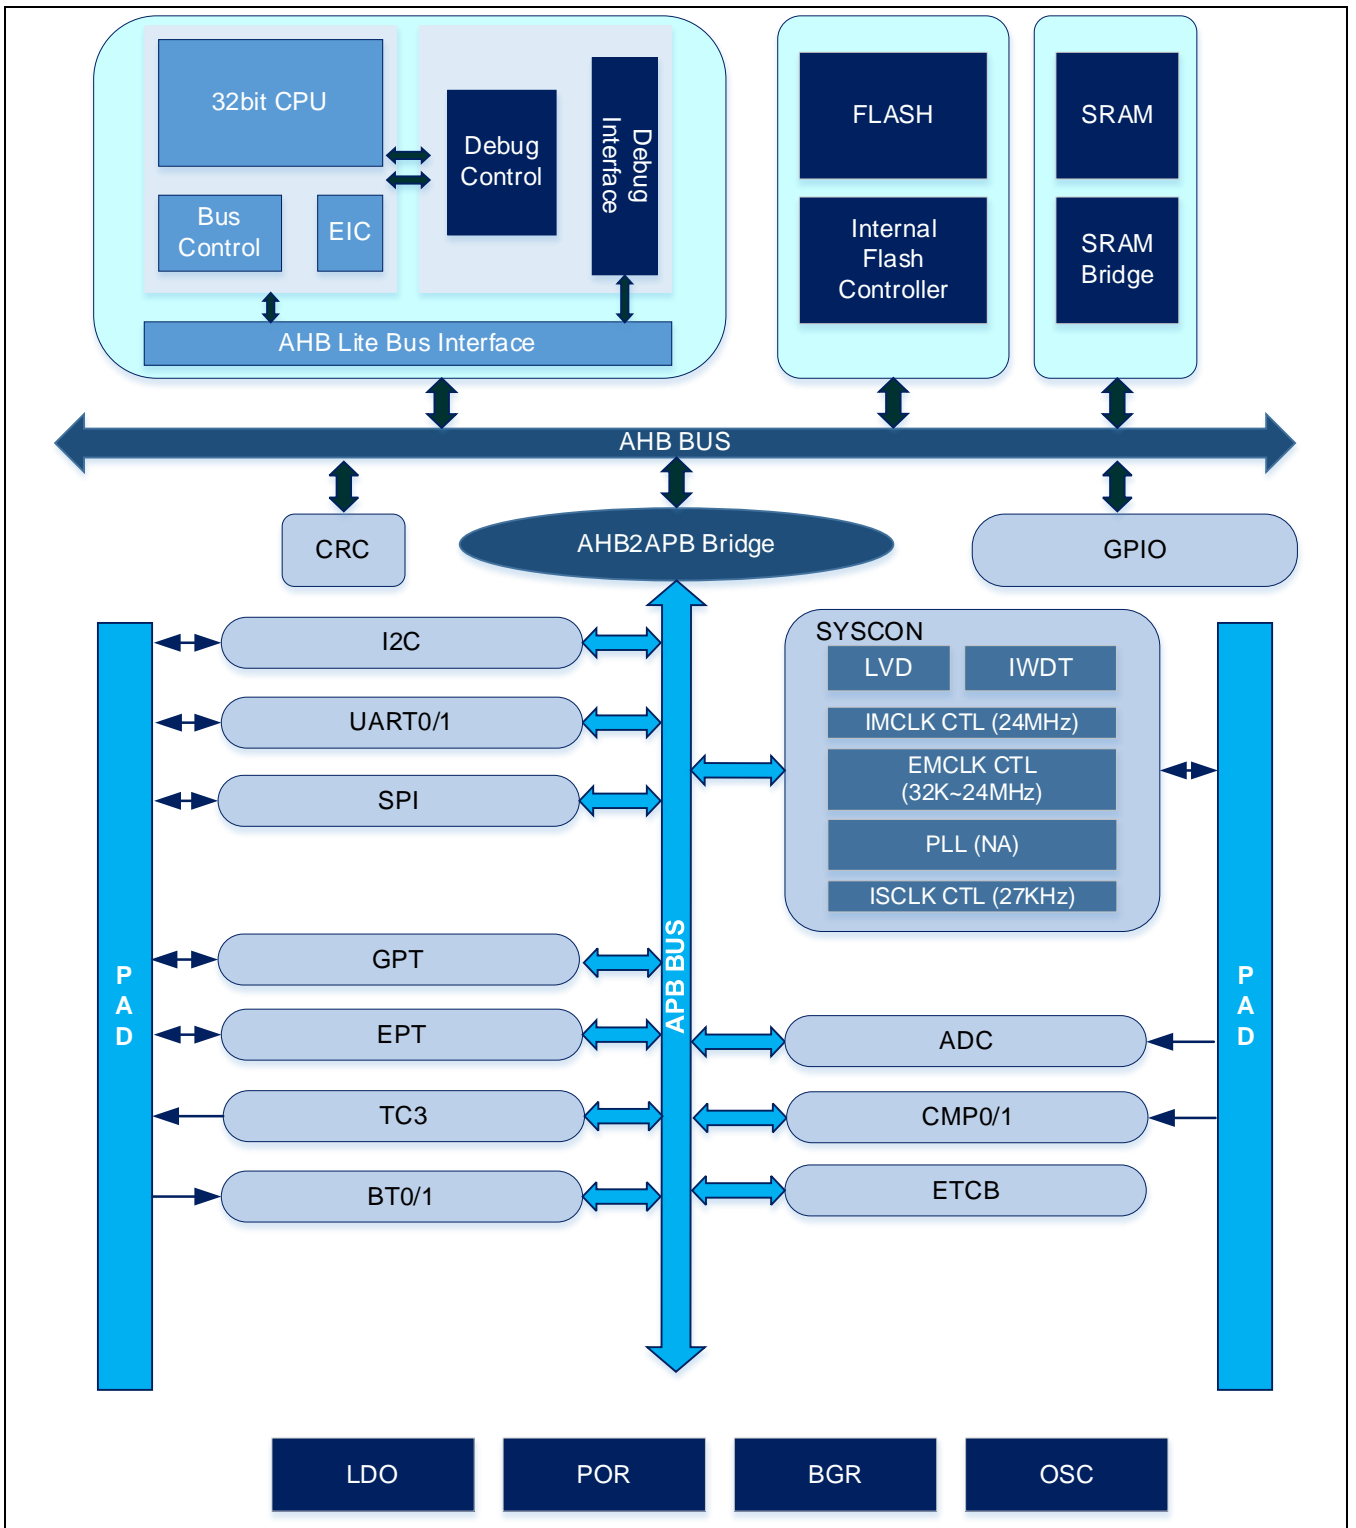 32bit CPU
Bus
Control
EIC
Debug
Control
Debug
Interface
AHB Lite Bus Interface
FLASH
Internal
Flash
Controller
SRAM
SRAM
Bridge
AHB BUS
CRC
AHB2APB Bridge
GPIO
I2C
UART0/1
SPI
GPT
EPT
TC3
BT0/1
P
A
D
APB BUS
SYSCON
LVD
IWDT
IMCLK CTL (24MHz)
EMCLK CTL
(32K~24MHz)
PLL (NA)
ISCLK CTL (27KHz)
ADC
CMP0/1
ETCB
P
A
D
LDO
POR
BGR
OSC